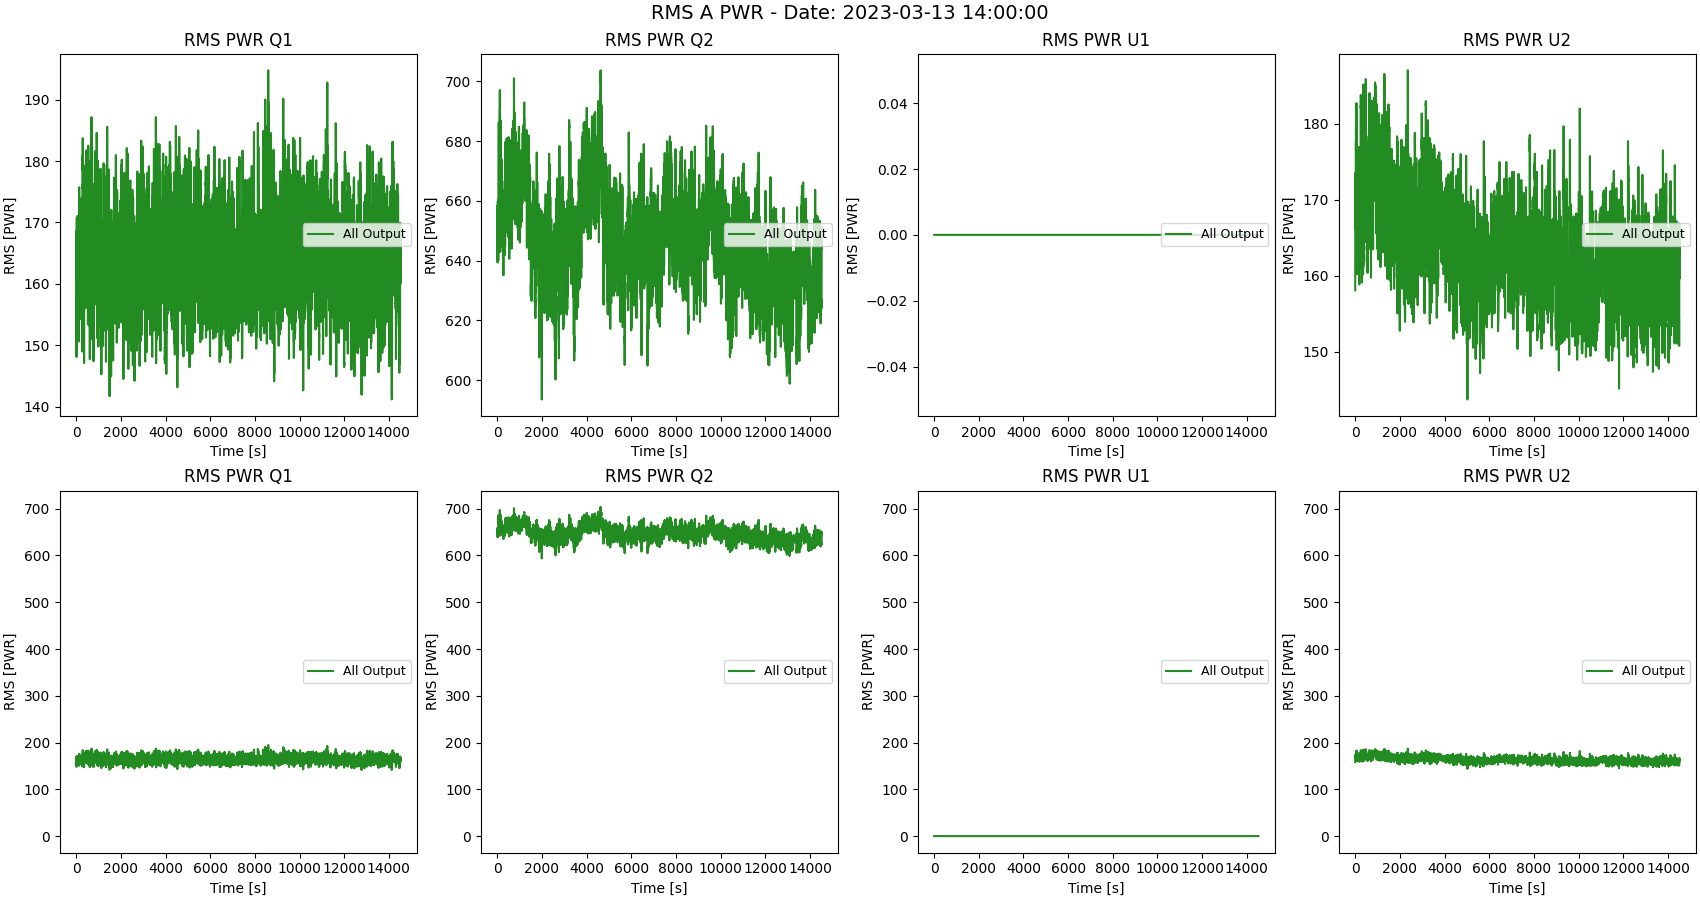 RMS A PWR - Date: 2023-03-13 14:00:00
RMS PWR Q1
RMS [PWR]
190
180
170
160
150
140
0 2000 4000 6000 8000 10000 12000 14000
Time [s]
All Output
RMS PWR Q2
RMS [PWR]
700
680
660
640
620
600
0 2000 4000 6000 8000 10000 12000 14000
Time [s]
All Output
RMS PWR U1
RMS [PWR]
0.04
0.02
0.00
−0.02
−0.04
0 2000 4000 6000 8000 10000 12000 14000
Time [s]
All Output
RMS PWR U2
RMS [PWR]
180
170
160
150
0 2000 4000 6000 8000 10000 12000 14000
Time [s]
All Output
RMS PWR Q1
RMS [PWR]
700
600
500
400
300
200
100
0
0 2000 4000 6000 8000 10000 12000 14000
Time [s]
All Output
RMS PWR Q2
RMS [PWR]
700
600
500
400
300
200
100
0
0 2000 4000 6000 8000 10000 12000 14000
Time [s]
All Output
RMS PWR U1
RMS [PWR]
700
600
500
400
300
200
100
0
0 2000 4000 6000 8000 10000 12000 14000
Time [s]
All Output
RMS PWR U2
RMS [PWR]
700
600
500
400
300
200
100
0
0 2000 4000 6000 8000 10000 12000 14000
Time [s]
All Output